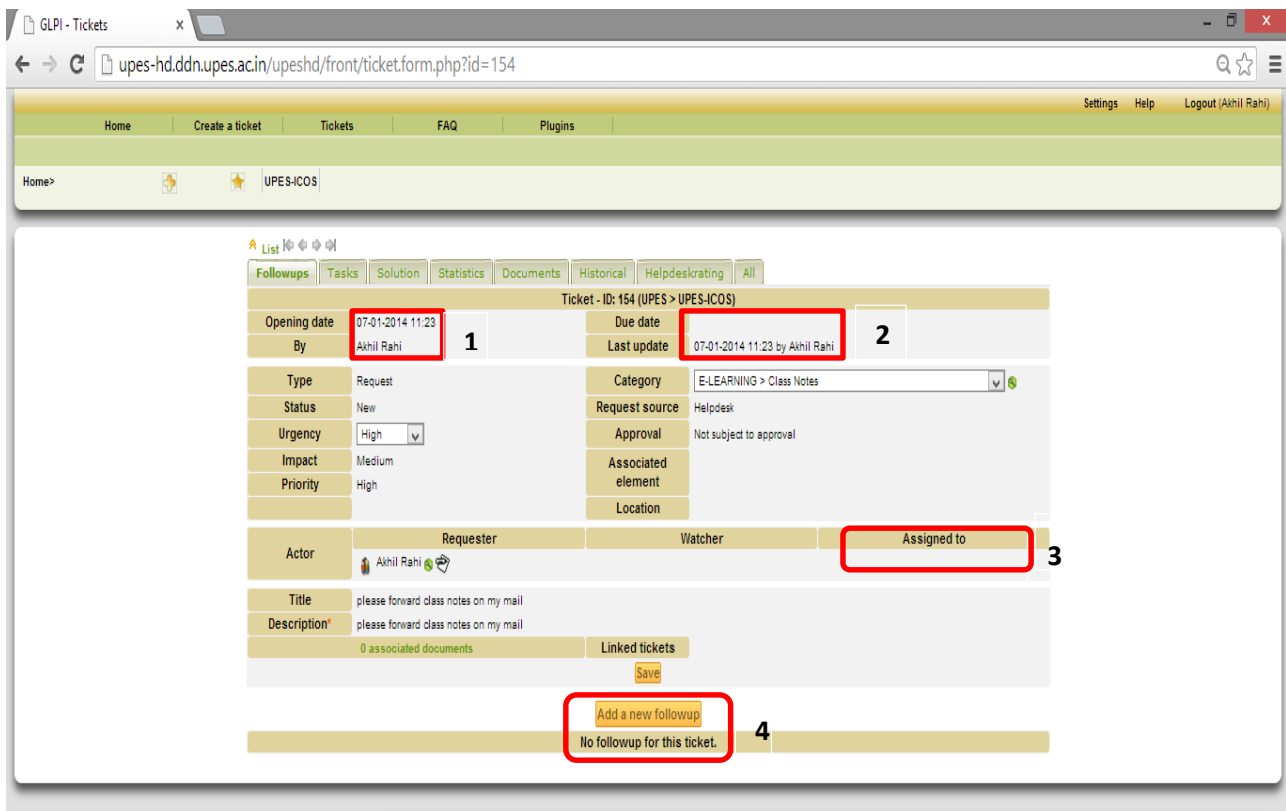 GLPI - Tickets
upes-hd.ddn.upes.ac.in/upeshd/front/ticket.form.php?id=154
Settings Help Logout (Akhil Rahi)
Home Create a ticket Tickets FAQ Plugins
Home> UPES-ICOS
List
Followups Tasks Solution Statistics Documents Historical Helpdeskrating All
Ticket - ID: 154 (UPES > UPES-ICOS)
Opening date 07-01-2014 11:23 1 Due date 2
By Akhil Rahi Last update 07-01-2014 11:23 by Akhil Rahi
Type Request Category E-LEARNING > Class Notes
Status New Request source Helpdesk
Urgency High Approval Not subject to approval
Impact Medium Associated element
Priority High
Location
Actor Requester Watcher Assigned to 3
Akhil Rahi
Title please forward class notes on my mail
Description* please forward class notes on my mail
0 associated documents Linked tickets
Save
Add a new followup
No followup for this ticket. 4